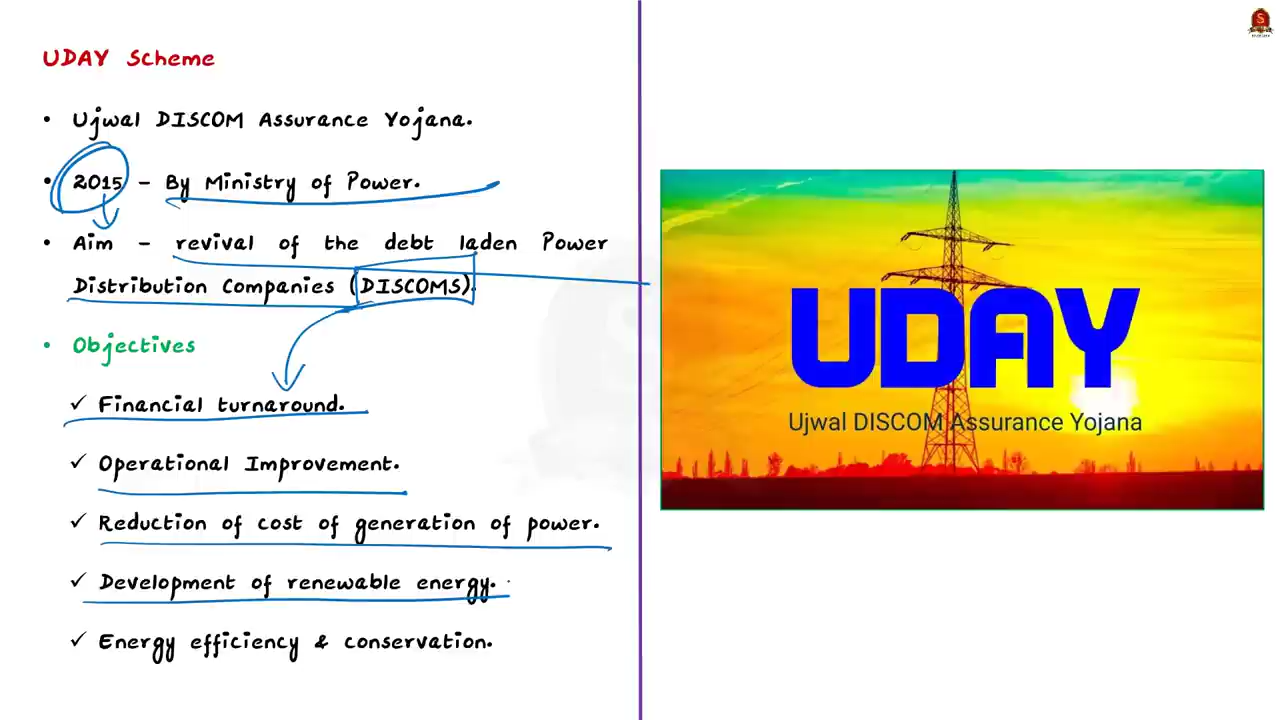 UDAY Scheme
• Ujwal DISCOM Assurance Yojana.
• 2015 - By Ministry of Power.
• Aim - revival of the debt laden Power
Distribution Companies (DISCOMS).
• Objectives
✓ Financial turnaround.
✓ Operational Improvement.
✓ Reduction of cost of generation of power.
✓ Development of renewable energy.
✓ Energy efficiency & conservation.
UDAY
Ujwal DISCOM Assurance Yojana